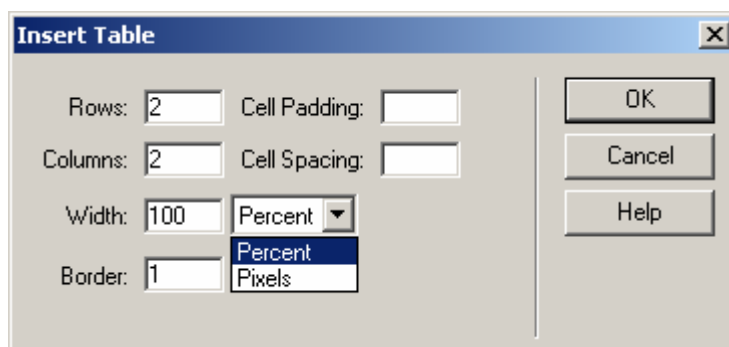 Insert Table
Rows: 2 Cell Padding: OK
Columns: 2 Cell Spacing: Cancel
Width: 100 Percent Help
Percent
Border: 1 Pixels